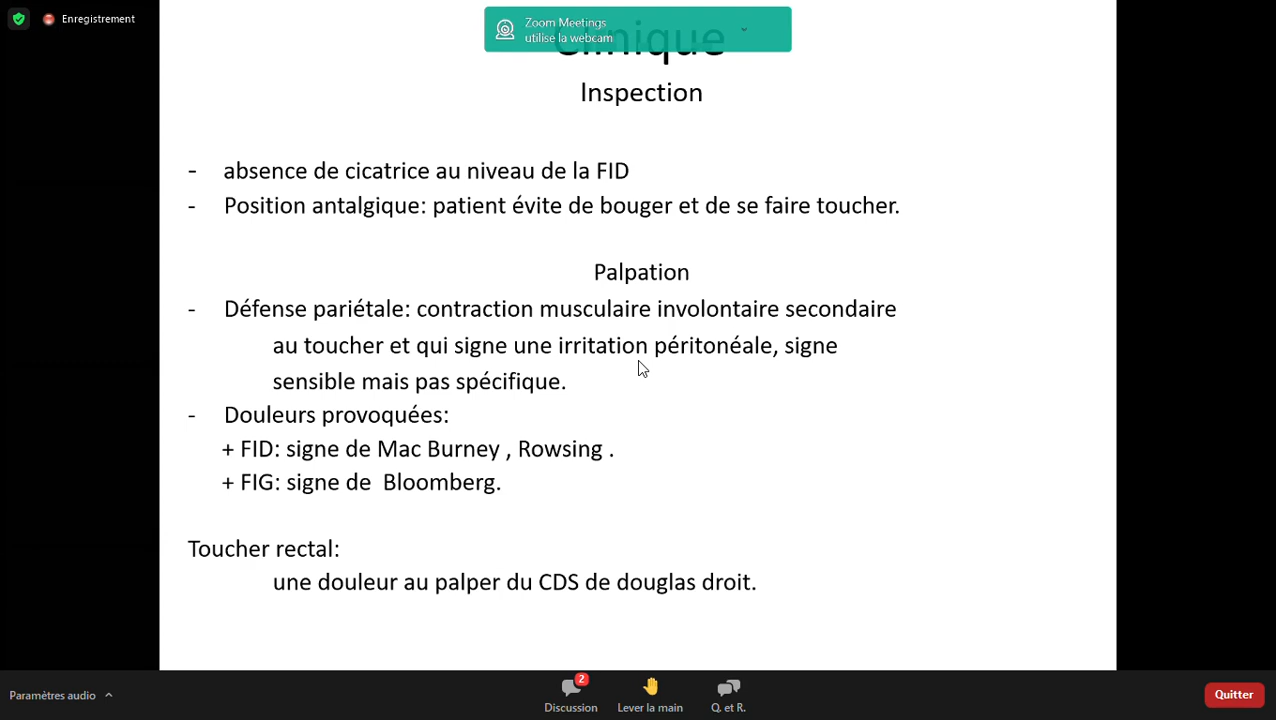 Enregistrement
Zoom Meetings
utilise la webcam
Clinique
Inspection
- absence de cicatrice au niveau de la FID
- Position antalgique: patient évite de bouger et de se faire toucher.
Palpation
- Défense pariétale: contraction musculaire involontaire secondaire
au toucher et qui signe une irritation péritonéale, signe
sensible mais pas spécifique.
- Douleurs provoquées:
+ FID: signe de Mac Burney , Rowsing .
+ FIG: signe de Bloomberg.
Toucher rectal:
une douleur au palper du CDS de douglas droit.
Paramètres audio
2
Discussion
Lever la main
Q. et R.
Quitter